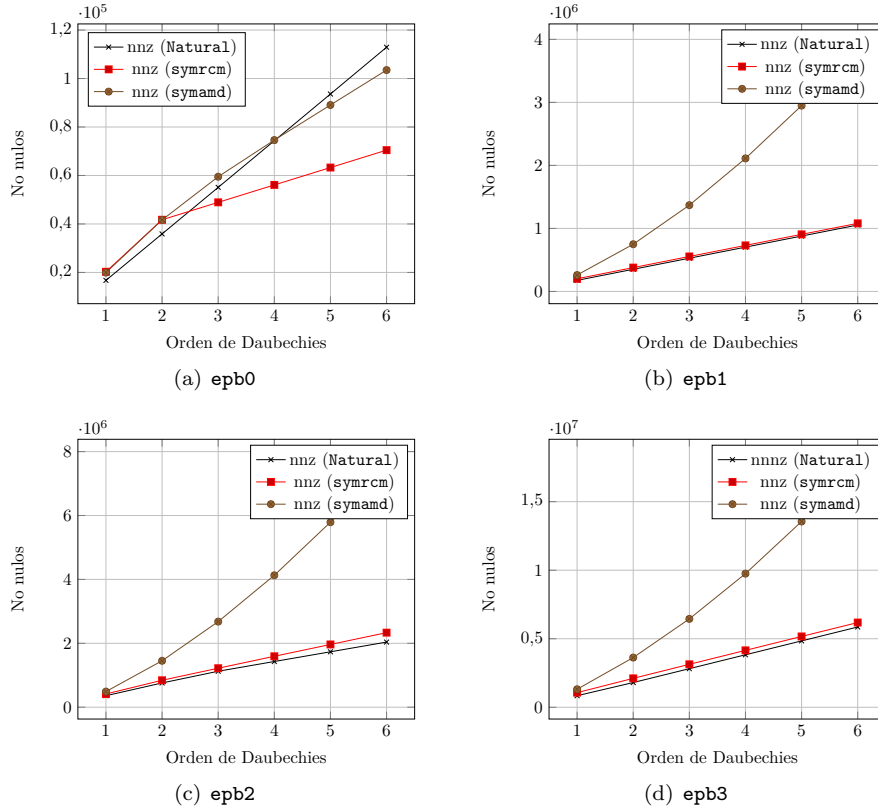 ·10^5
1,2
1
0,8
0,6
0,4
0,2
No nulos
nnz (Natural)
nnz (symrcm)
nnz (symamd)
1 2 3 4 5 6
Orden de Daubechies
(a) epb0
·10^6
4
3
2
1
0
No nulos
nnz (Natural)
nnz (symrcm)
nnz (symamd)
1 2 3 4 5 6
Orden de Daubechies
(b) epb1
·10^6
8
6
4
2
0
No nulos
nnz (Natural)
nnz (symrcm)
nnz (symamd)
1 2 3 4 5 6
Orden de Daubechies
(c) epb2
·10^7
1,5
1
0,5
0
No nulos
nnnz (Natural)
nnz (symrcm)
nnz (symamd)
1 2 3 4 5 6
Orden de Daubechies
(d) epb3